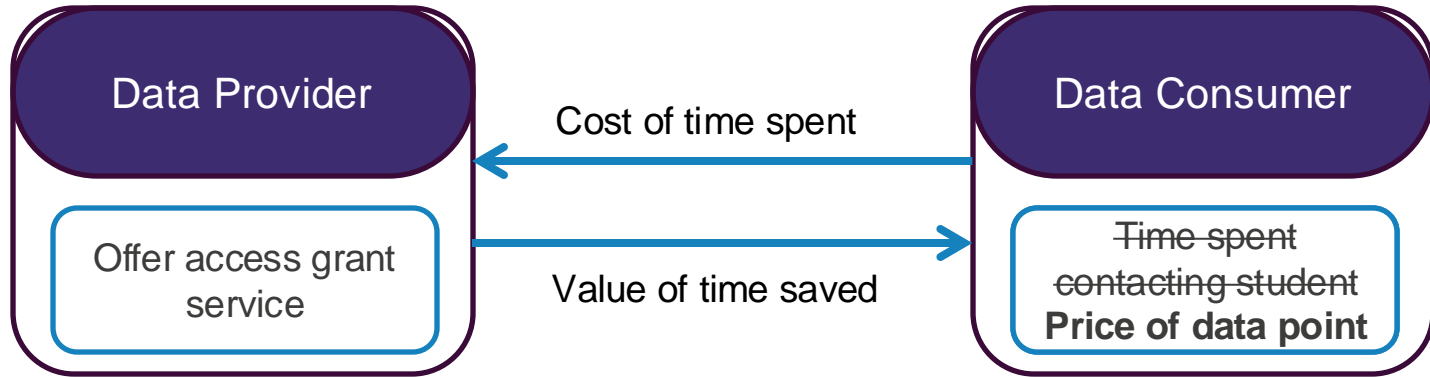 Data Provider
Offer access grant
service
Cost of time spent
Value of time saved
Data Consumer
Time spent
contacting student
Price of data point